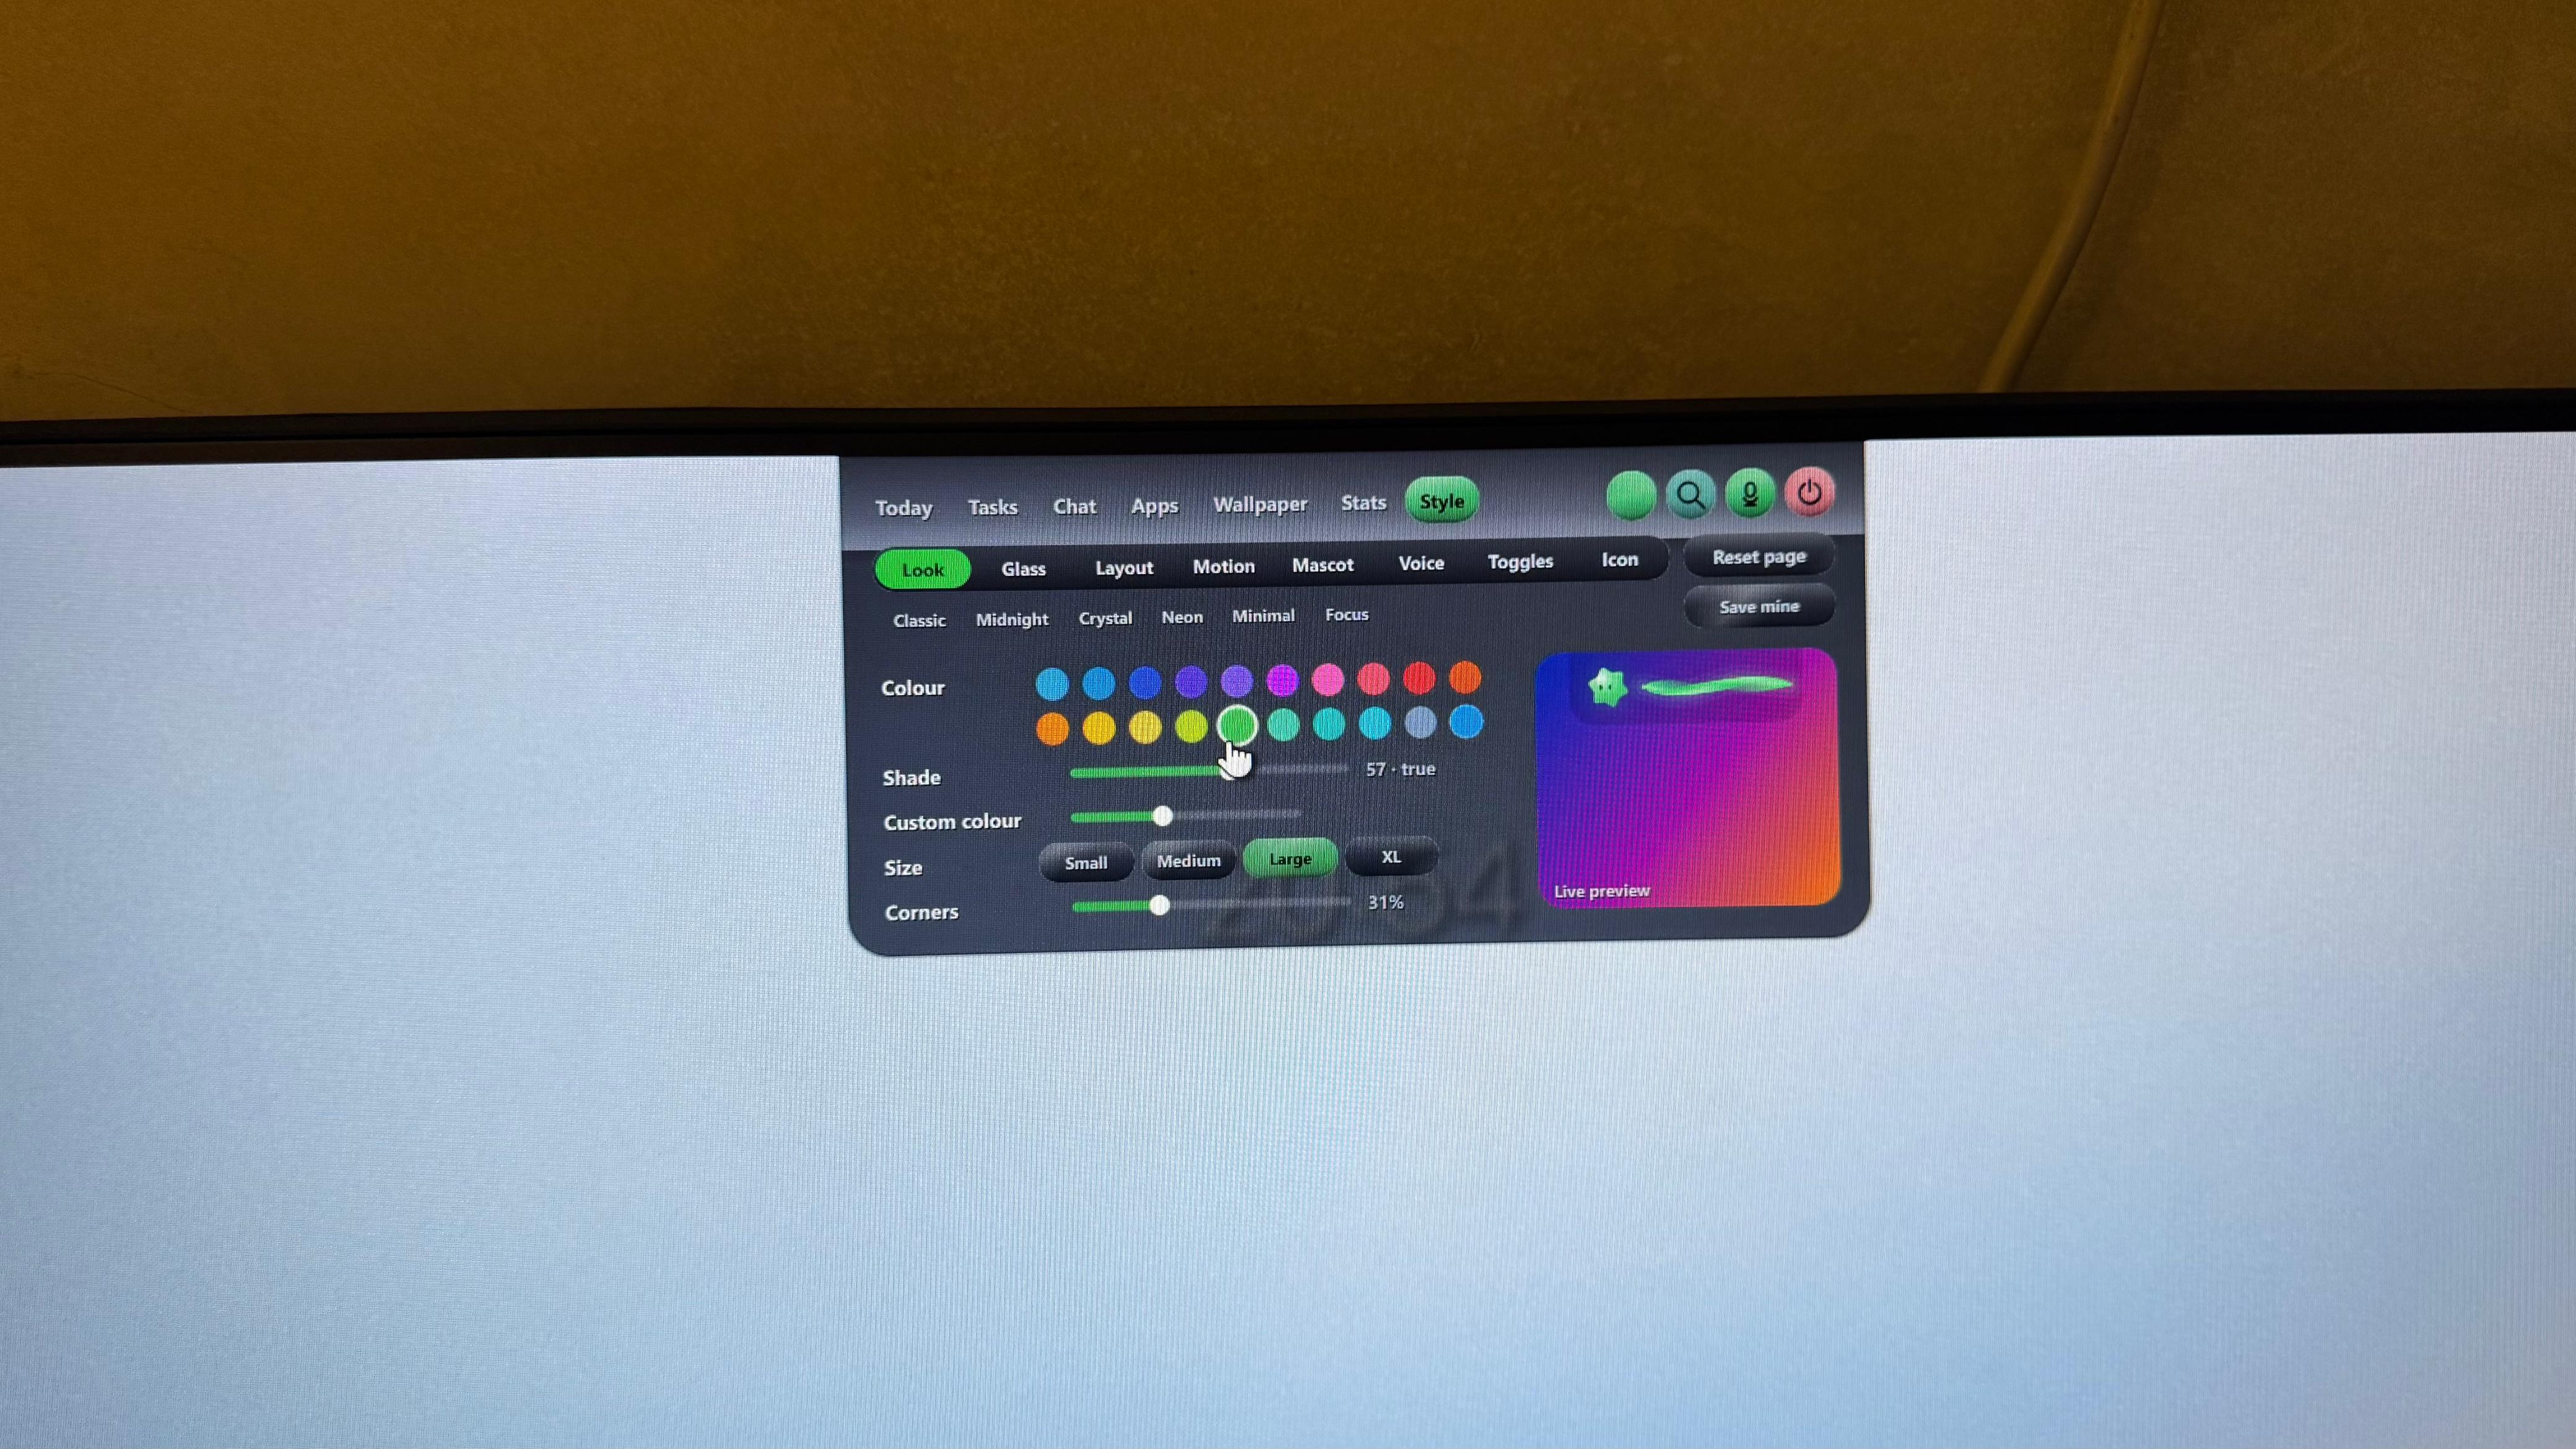 Today Tasks Chat Apps Wallpaper Stats Style
Look Glass Layout Motion Mascot Voice Toggles Icon Reset page
Classic Midnight Crystal Neon Minimal Focus Save mine
Colour
Shade 57 · true
Custom colour
Size Small Medium Large XL
Live preview
Corners 31%